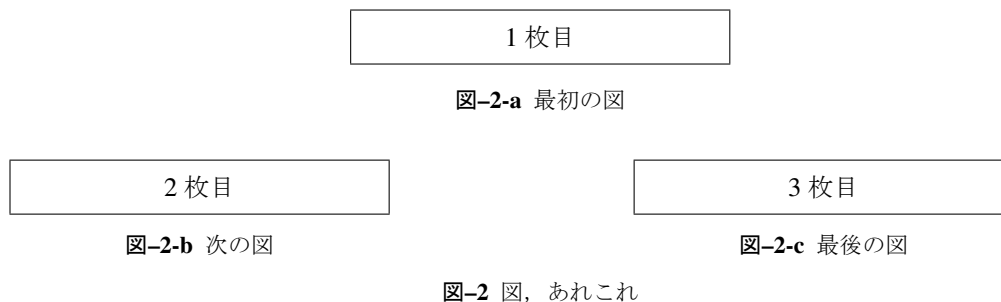 1 枚目
図–2-a 最初の図
2 枚目
3 枚目
図–2-b 次の図
図–2-c 最後の図
図–2 図，あれこれ